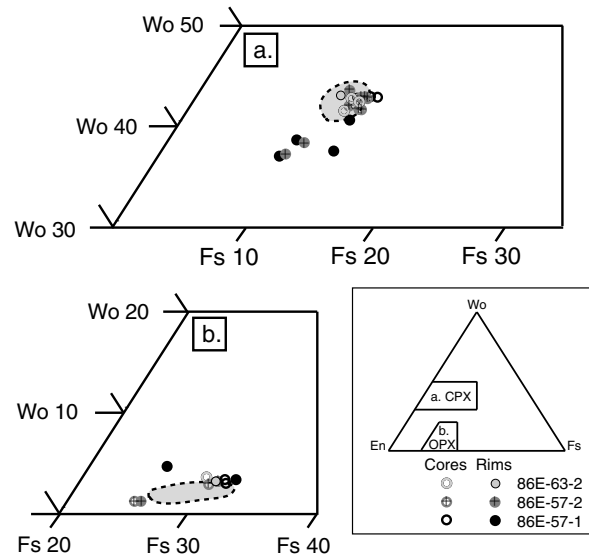 Wo 50
a.
Wo 40
Wo 30
Fs 10 Fs 20 Fs 30
Wo 20
b.
Wo 10
Fs 20 Fs 30 Fs 40
Wo
a. CPX
b.
OPX
En Fs
Cores Rims
86E-63-2
86E-57-2
86E-57-1